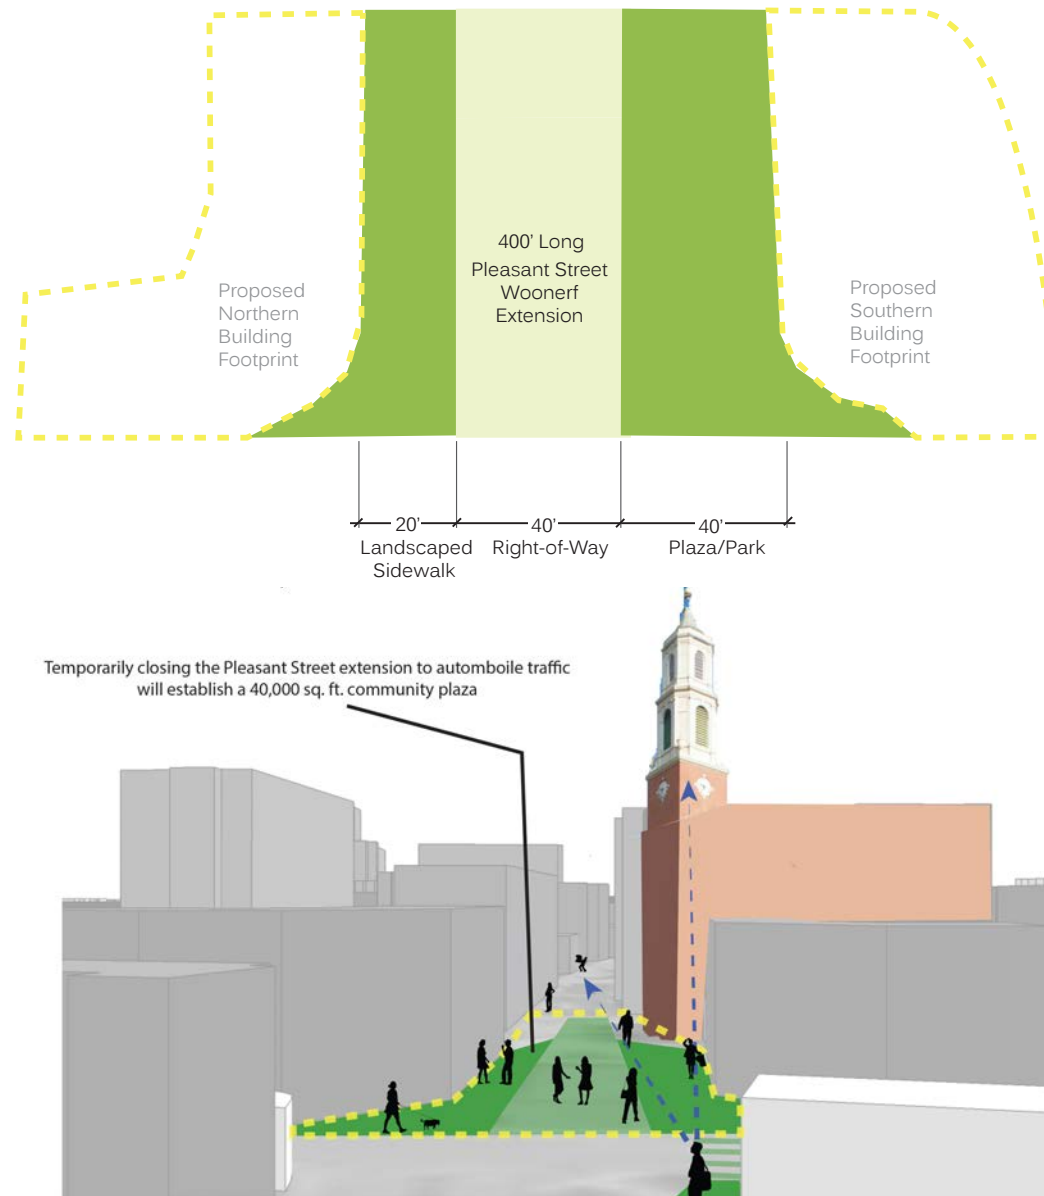 400' Long
Pleasant Street
Woonerf
Extension
Proposed
Northern
Building
Footprint
Proposed
Southern
Building
Footprint
20'
Landscaped
Sidewalk
40'
Right-of-Way
40'
Plaza/Park
Temporarily closing the Pleasant Street extension to automboile traffic
will establish a 40,000 sq. ft. community plaza